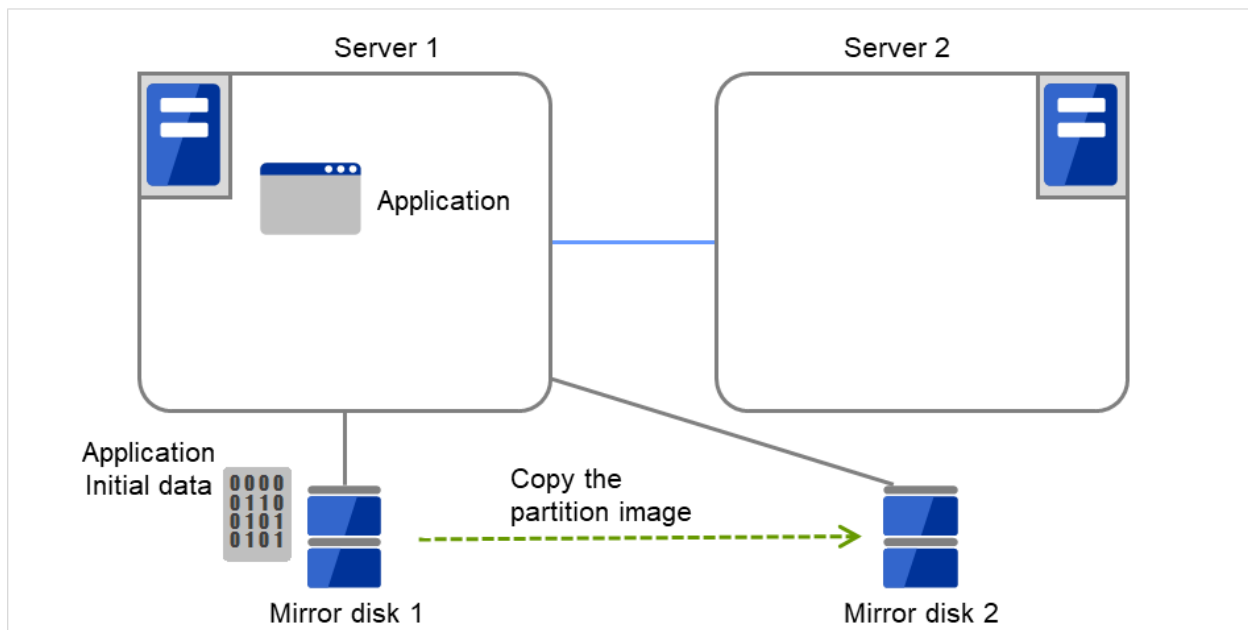 Server 1
Server 2
Application
Application
Initial data
0000
0110
0101
0101
Copy the
partition image
Mirror disk 1
Mirror disk 2